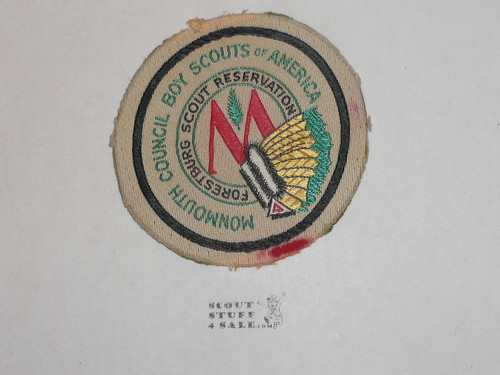 MONMOUTH COUNCIL BOY SCOUTS OF AMERICA
FORESTBURG SCOUT RESERVATION
M
A
SCOUT
STUFF
4 SALE.COM